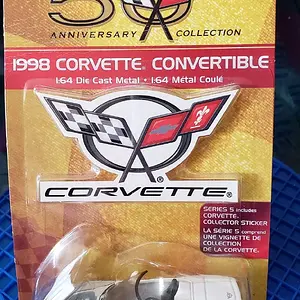 50
ANNIVERSARY COLLECTION
1998 CORVETTE® CONVERTIBLE
1:64 Die Cast Metal • 1:64 Métal Coulé
CORVETTE®
SERIES 5 includes
CORVETTE®
COLLECTOR STICKER
LA SÉRIE 5 comprend
UNE VIGNETTE DE
COLLECTION
DE LA CORVETTE®